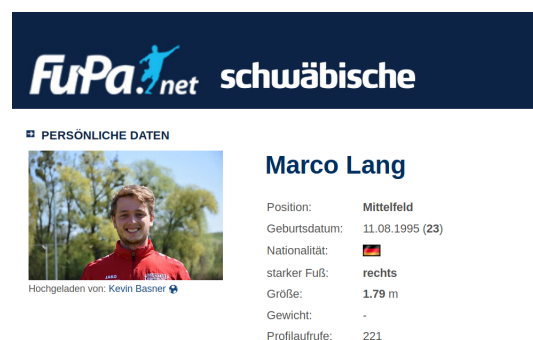 FuPa.net schwäbische
PERSÖNLICHE DATEN
Marco Lang
Position: Mittelfeld
Geburtsdatum: 11.08.1995 (23)
Nationalität:
starker Fuß: rechts
Größe: 1.79 m
Gewicht: -
Profilaufrufe: 221
JAKO
Hochgeladen von: Kevin Basner